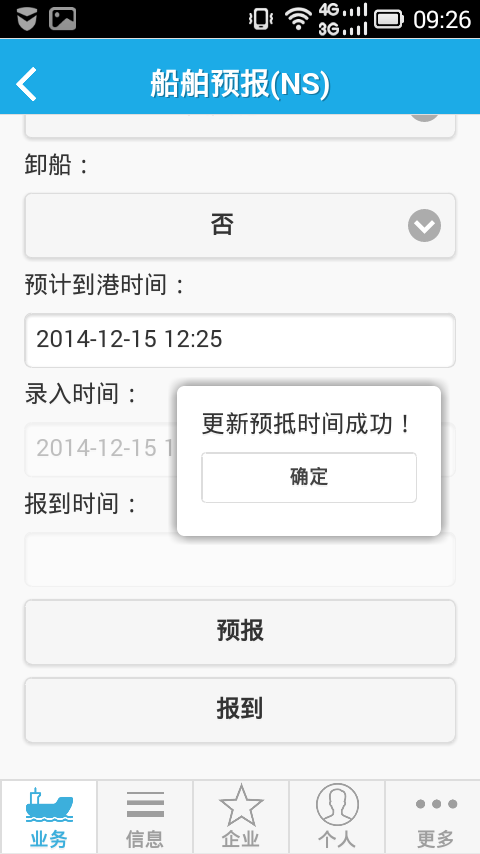 4G
3G
09:26
船舶预报(NS)
卸船：
否
预计到港时间：
2014-12-15 12:25
录入时间：
2014-12-15 1
更新预抵时间成功！
确定
报到时间：
预报
报到
业务
信息
企业
个人
更多